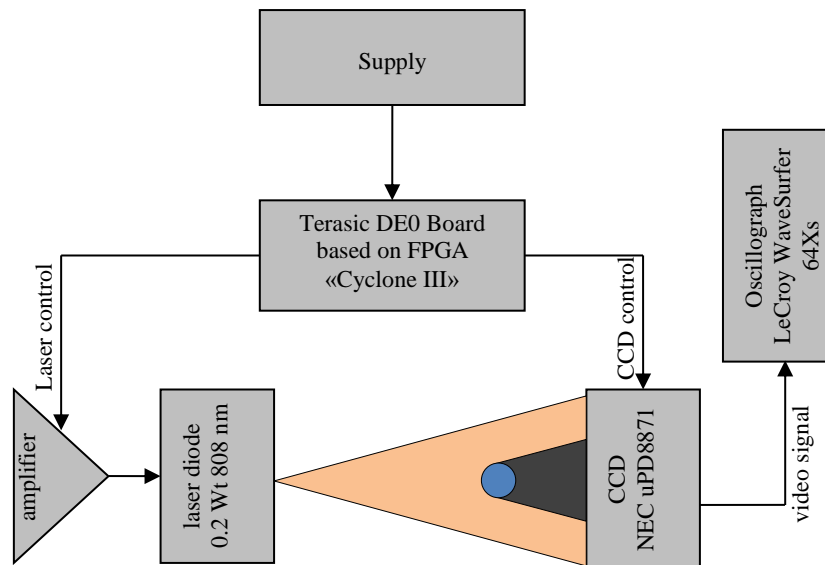 Supply
Terasic DE0 Board
based on FPGA
«Cyclone III»
Laser control
CCD control
Oscillograph
LeCroy WaveSurfer
64Xs
amplifier
laser diode
0.2 Wt 808 nm
CCD
NEC uPD8871
video signal